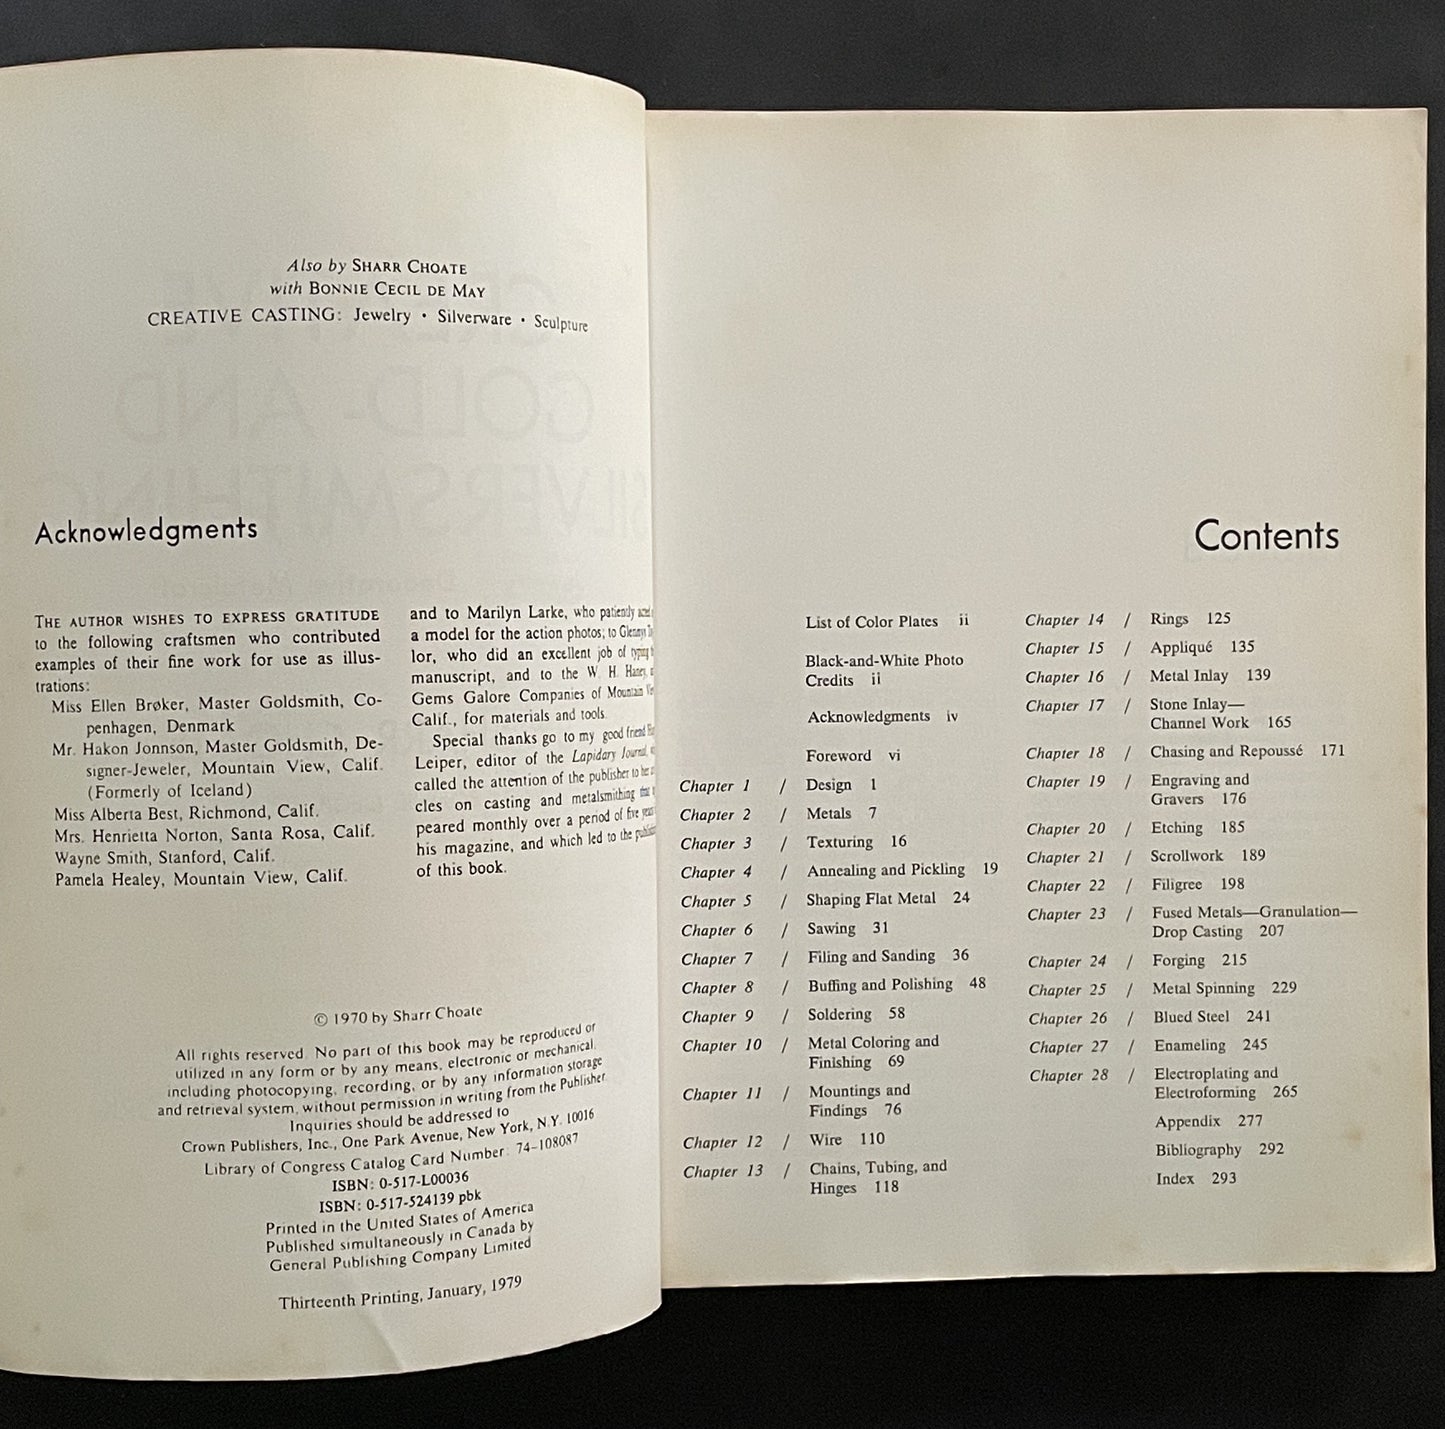 Also by SHARR CHOATE
with BONNIE CECIL DE MAY
CREATIVE CASTING: Jewelry • Silverware • Sculpture
Acknowledgments
THE AUTHOR WISHES TO EXPRESS GRATITUDE
to the following craftsmen who contributed
examples of their fine work for use as illus-
trations:
Miss Ellen Brøker, Master Goldsmith, Co-
penhagen, Denmark
Mr. Hakon Jonnson, Master Goldsmith, De-
signer-Jeweler, Mountain View, Calif.
(Formerly of Iceland)
Miss Alberta Best, Richmond, Calif.
Mrs. Henrietta Norton, Santa Rosa, Calif.
Wayne Smith, Stanford, Calif.
Pamela Healey, Mountain View, Calif.
and to Marilyn Larke, who patiently acted
a model for the action photos; to Glennys
lor, who did an excellent job of typing
manuscript, and to the W. H. Haney,
Gems Galore Companies of Mountain
Calif., for materials and tools.
Special thanks go to my good friend
Leiper, editor of the Lapidary Journal,
called the attention of the publisher to her
cles on casting and metalsmithing that
peared monthly over a period of five years
his magazine, and which led to the
of this book.
© 1970 by Sharr Choate
All rights reserved. No part of this book may be reproduced or
utilized in any form or by any means, electronic or mechanical,
including photocopying, recording, or by any information storage
and retrieval system, without permission in writing from the Publisher.
Inquiries should be addressed to
Crown Publishers, Inc., One Park Avenue, New York, N.Y. 10016
Library of Congress Catalog Card Number: 74–108087
ISBN: 0-517-L00036
ISBN: 0-517-524139 pbk
Printed in the United States of America
Published simultaneously in Canada by
General Publishing Company Limited
Thirteenth Printing, January, 1979
Contents
List of Color Plates ii
Black-and-White Photo
Credits ii
Acknowledgments iv
Foreword vi
Chapter 1 / Design 1
Chapter 2 / Metals 7
Chapter 3 / Texturing 16
Chapter 4 / Annealing and Pickling 19
Chapter 5 / Shaping Flat Metal 24
Chapter 6 / Sawing 31
Chapter 7 / Filing and Sanding 36
Chapter 8 / Buffing and Polishing 48
Chapter 9 / Soldering 58
Chapter 10 / Metal Coloring and
Finishing 69
Chapter 11 / Mountings and
Findings 76
Chapter 12 / Wire 110
Chapter 13 / Chains, Tubing, and
Hinges 118
Chapter 14 / Rings 125
Chapter 15 / Appliqué 135
Chapter 16 / Metal Inlay 139
Chapter 17 / Stone Inlay—
Channel Work 165
Chapter 18 / Chasing and Repoussé 171
Chapter 19 / Engraving and
Gravers 176
Chapter 20 / Etching 185
Chapter 21 / Scrollwork 189
Chapter 22 / Filigree 198
Chapter 23 / Fused Metals—Granulation—
Drop Casting 207
Chapter 24 / Forging 215
Chapter 25 / Metal Spinning 229
Chapter 26 / Blued Steel 241
Chapter 27 / Enameling 245
Chapter 28 / Electroplating and
Electroforming 265
Appendix 277
Bibliography 292
Index 293